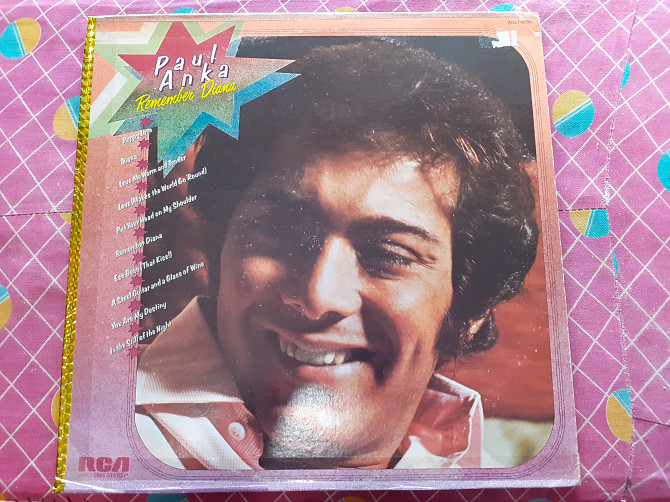 Paul
Anka
Remember Diana
Diana
Love Me Warm and Tender
Love (Makes the World Go 'Round)
Put Your Head on My Shoulder
Remember Diana
Eso Beso (That Kiss!)
A Steel Guitar and a Glass of Wine
You Are My Destiny
In the Still of the Night
RCA
STEREO